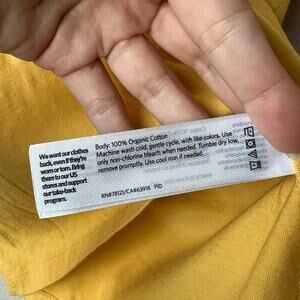 We want our clothes
back, even if they're
worn or torn. Bring
them to our US
stores and support
our take-back
program.
Body: 100% Organic Cotton
Machine wash cold, gentle cycle, with like colors. Use
only non-chlorine bleach when needed. Tumble dry low,
remove promptly. Use cool iron if needed.
RN#78121/CA#63918 PID